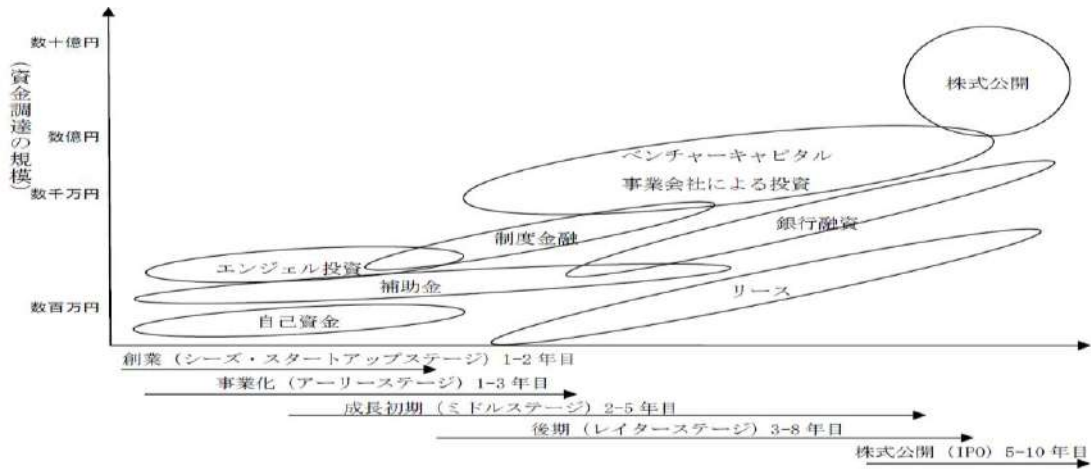 数十億円
(資金調達の規模)
株式公開
数億円
ベンチャーキャピタル
数千万円
事業会社による投資
銀行融資
制度金融
エンジェル投資
補助金
リース
数百万円
自己資金
創業 (シーズ・スタートアップステージ) 1-2 年目
事業化 (アーリーステージ) 1-3 年目
成長初期 (ミドルステージ) 2-5 年目
後期 (レイターステージ) 3-8 年目
株式公開 (IPO) 5-10 年目